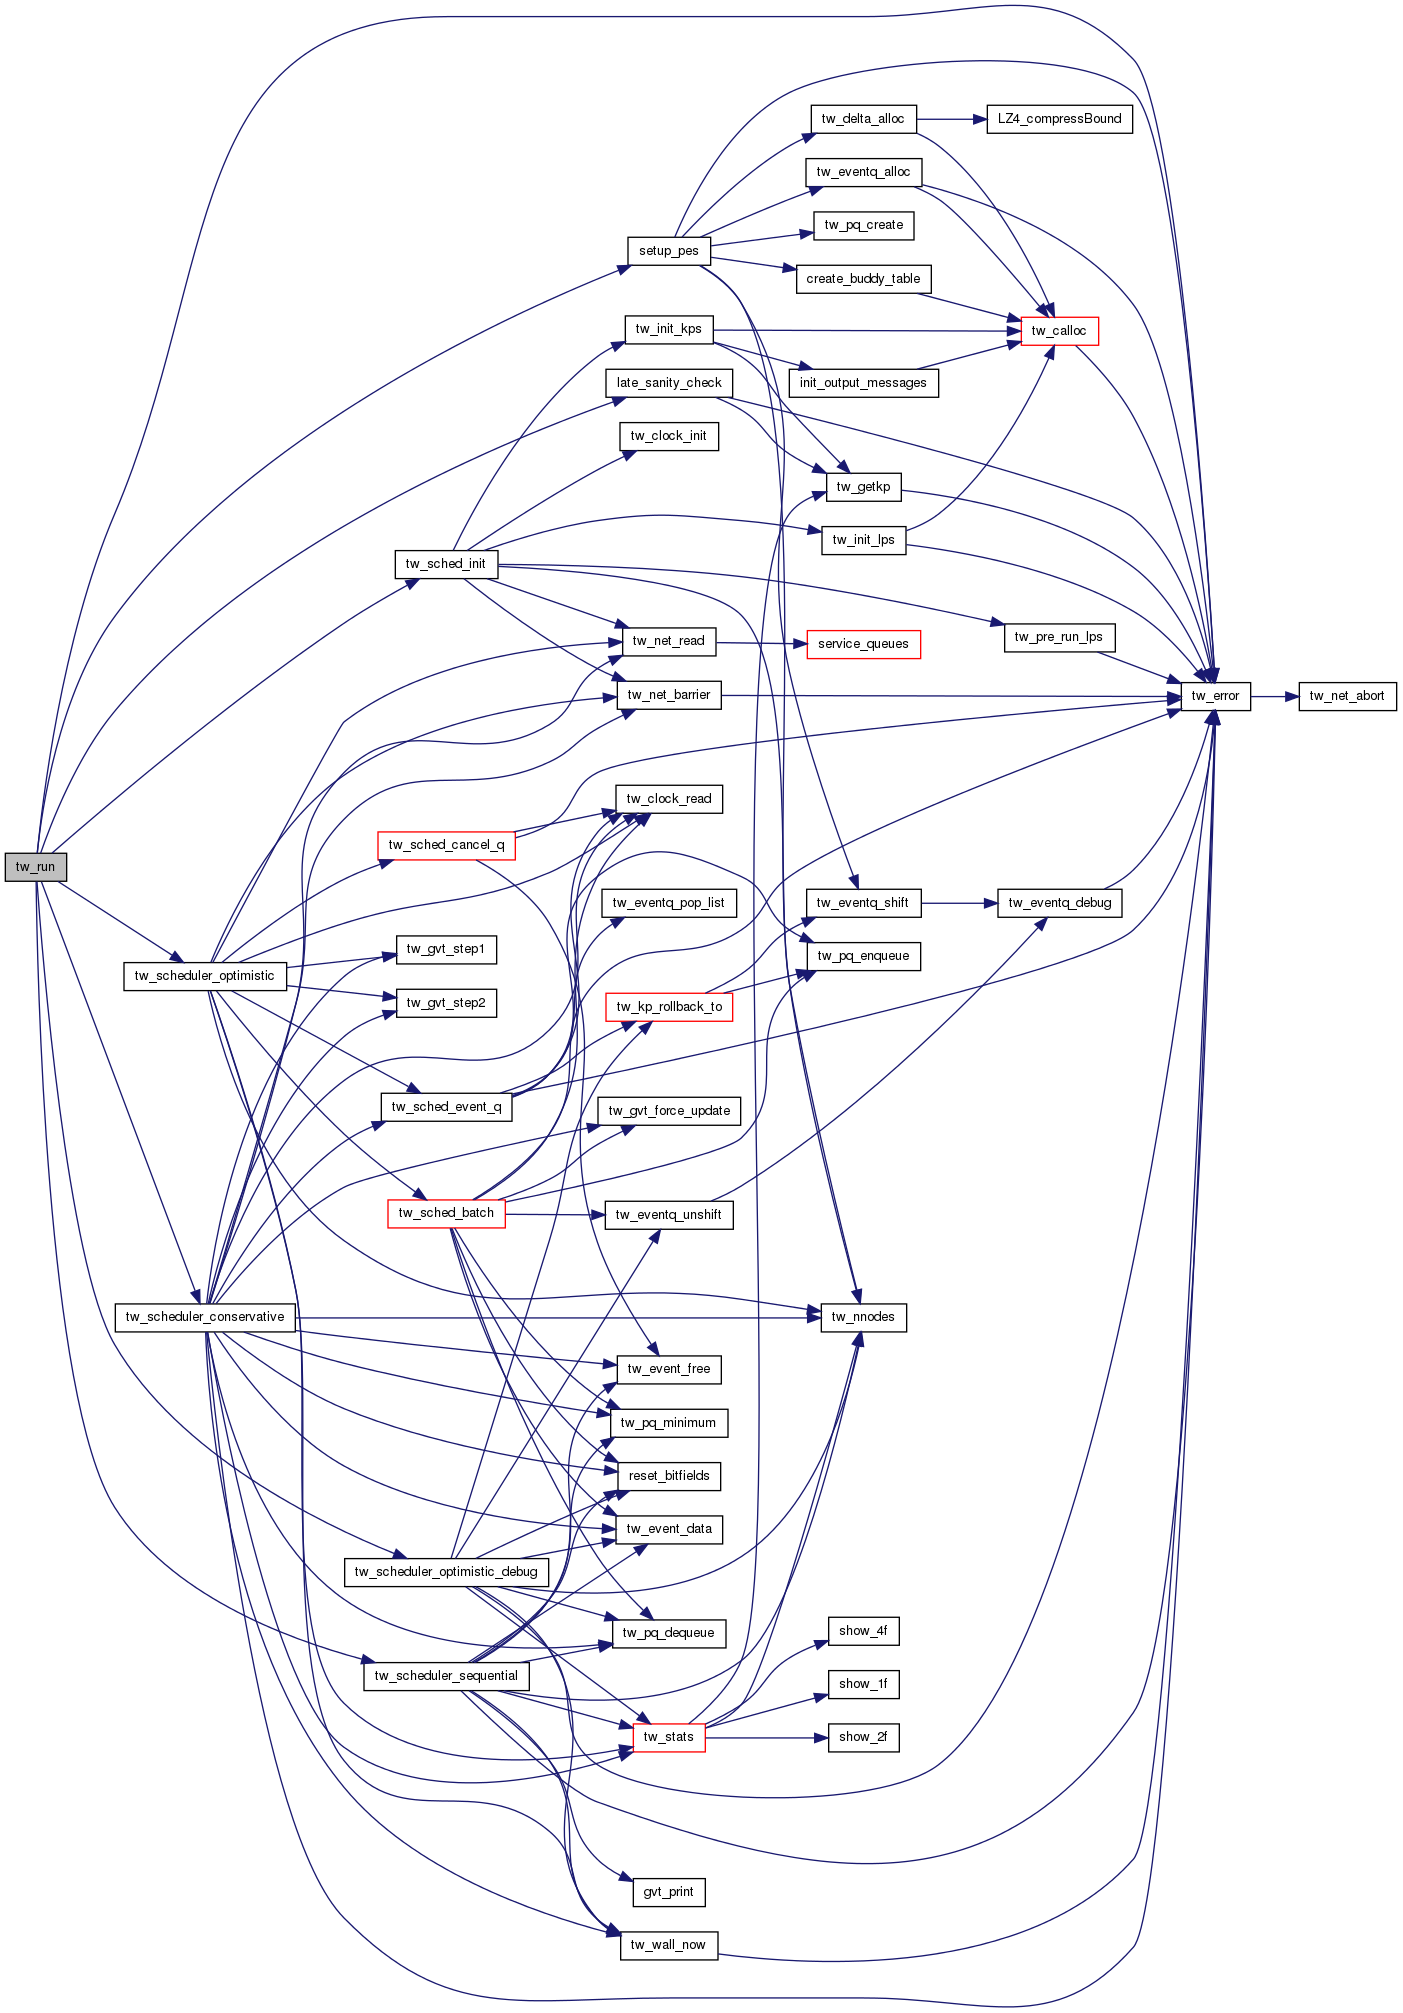 tw_run
tw_scheduler_optimistic
tw_scheduler_conservative
tw_sched_init
tw_sched_cancel_q
tw_gvt_step1
tw_gvt_step2
tw_sched_event_q
tw_sched_batch
tw_scheduler_optimistic_debug
tw_scheduler_sequential
setup_pes
tw_init_kps
late_sanity_check
tw_clock_init
tw_net_read
tw_net_barrier
tw_clock_read
tw_eventq_pop_list
tw_kp_rollback_to
tw_gvt_force_update
tw_eventq_unshift
tw_event_free
tw_pq_minimum
reset_bitfields
tw_event_data
tw_pq_dequeue
tw_stats
gvt_print
tw_wall_now
tw_delta_alloc
tw_eventq_alloc
tw_pq_create
create_buddy_table
init_output_messages
tw_getkp
tw_init_lps
service_queues
tw_eventq_shift
tw_pq_enqueue
tw_nnodes
show_4f
show_1f
show_2f
LZ4_compressBound
tw_calloc
tw_pre_run_lps
tw_eventq_debug
tw_error
tw_net_abort